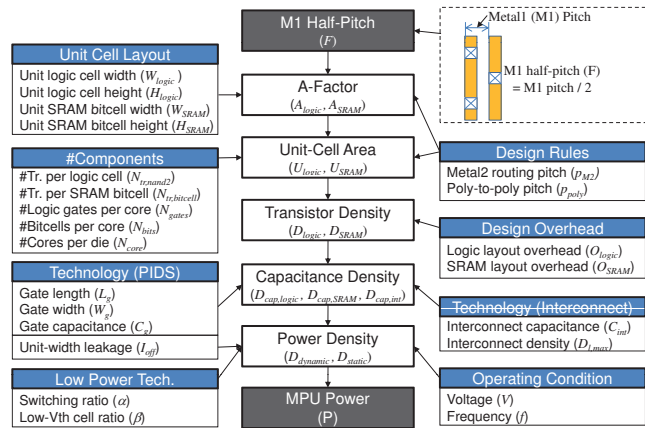 M1 Half-Pitch
(F)
Metal1 (M1) Pitch
M1 half-pitch (F)
= M1 pitch / 2
Unit Cell Layout
Unit logic cell width (W_logic)
Unit logic cell height (H_logic)
Unit SRAM bitcell width (W_SRAM)
Unit SRAM bitcell height (H_SRAM)
A-Factor
(A_logic, A_SRAM)
Unit-Cell Area
(U_logic, U_SRAM)
Design Rules
Metal2 routing pitch (p_M2)
Poly-to-poly pitch (p_poly)
#Components
#Tr. per logic cell (N_tr,nand2)
#Tr. per SRAM bitcell (N_tr,bitcell)
#Logic gates per core (N_gates)
#Bitcells per core (N_bits)
#Cores per die (N_core)
Transistor Density
(D_logic, D_SRAM)
Design Overhead
Logic layout overhead (O_logic)
SRAM layout overhead (O_SRAM)
Technology (PIDS)
Gate length (L_g)
Gate width (W_g)
Gate capacitance (C_g)
Unit-width leakage (I_off)
Capacitance Density
(D_cap,logic, D_cap,SRAM, D_cap,int)
Technology (Interconnect)
Interconnect capacitance (C_int)
Interconnect density (D_l,max)
Power Density
(D_dynamic, D_static)
Low Power Tech.
Switching ratio (α)
Low-Vth cell ratio (β)
Operating Condition
Voltage (V)
Frequency (f)
MPU Power
(P)